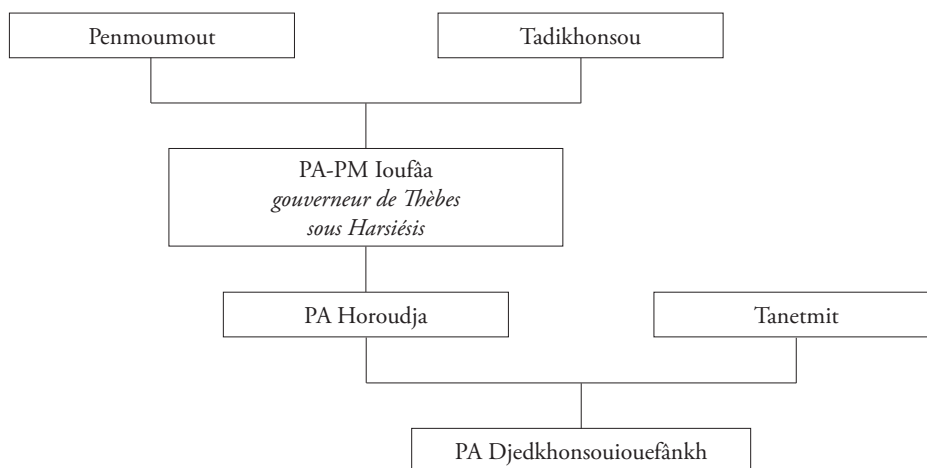 Penmoumout
Tadikhonsou
PA-PM Ioufâa
gouverneur de Thèbes
sous Harsiésis
PA Horoudja
Tanetmit
PA Djedkhonsouiouefânkh